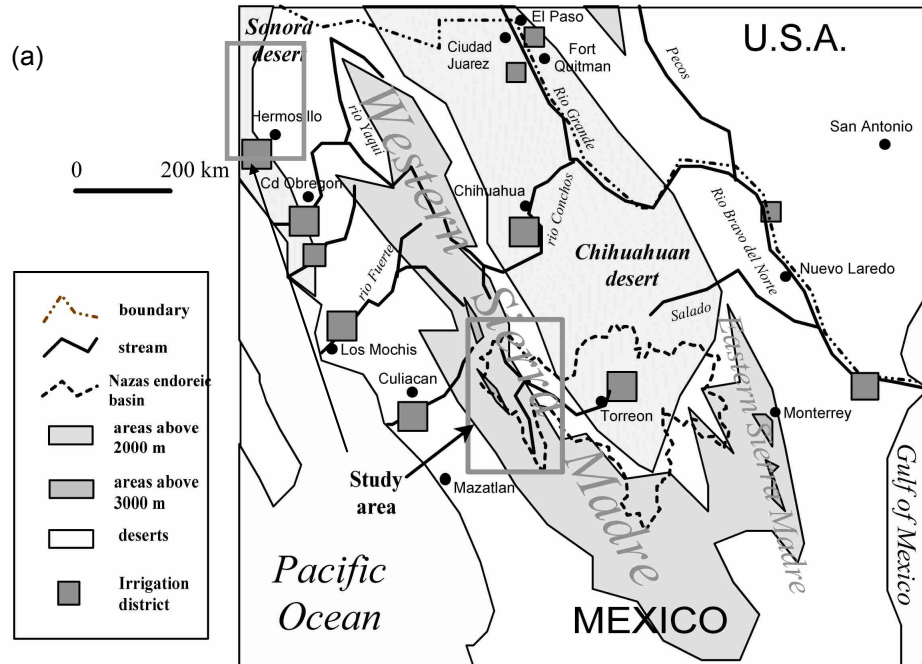 (a)
Sonord
desert
El Paso
Ciudad
Juarez
Fort
Quitman
U.S.A.
Pecos
Rio Grande
San Antonio
Hermosillo
rio Yaqui
Western
Sierra
Madre
0 200 km
Cd Obregon
Chihuahua
rio Conchos
Rio Bravo del Norte
Chihuahuan
desert
Nuevo Laredo
rio Fuerte
Salado
Los Mochis
Culiacan
Torreon
Monterrey
Eastern Sierra Madre
Study
area
Mazatlan
Gulf of Mexico
Pacific
Ocean
MEXICO
boundary
stream
Nazas endoreic
basin
areas above
2000 m
areas above
3000 m
deserts
Irrigation
district